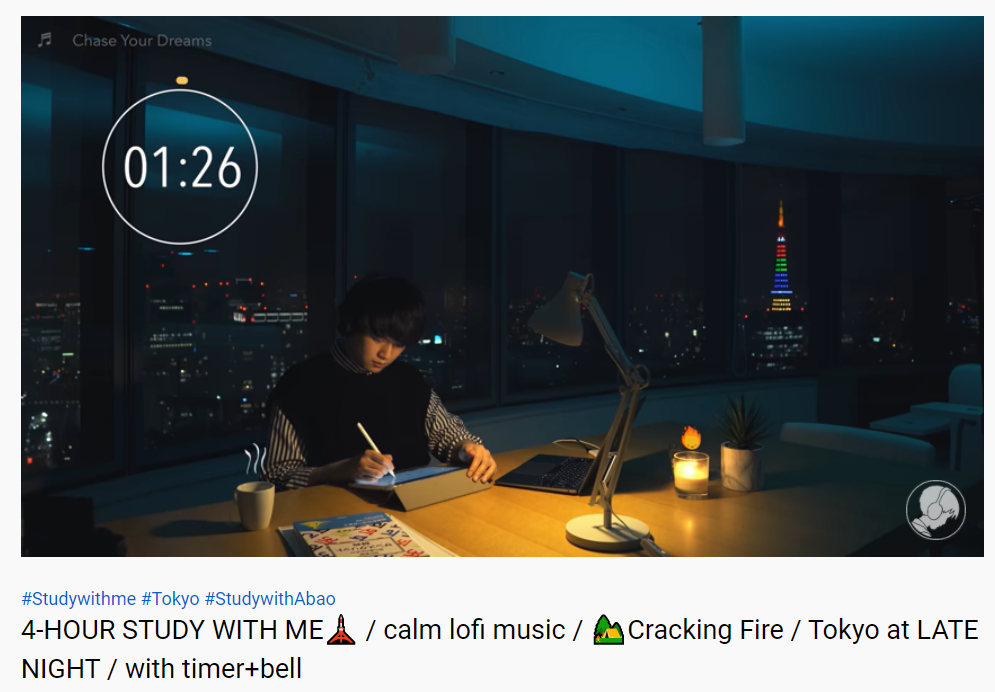 Chase Your Dreams
01:26
#Studywithme #Tokyo #StudywithAbao
4-HOUR STUDY WITH ME🗼 / calm lofi music / 🏕️Cracking Fire / Tokyo at LATE
NIGHT / with timer+bell